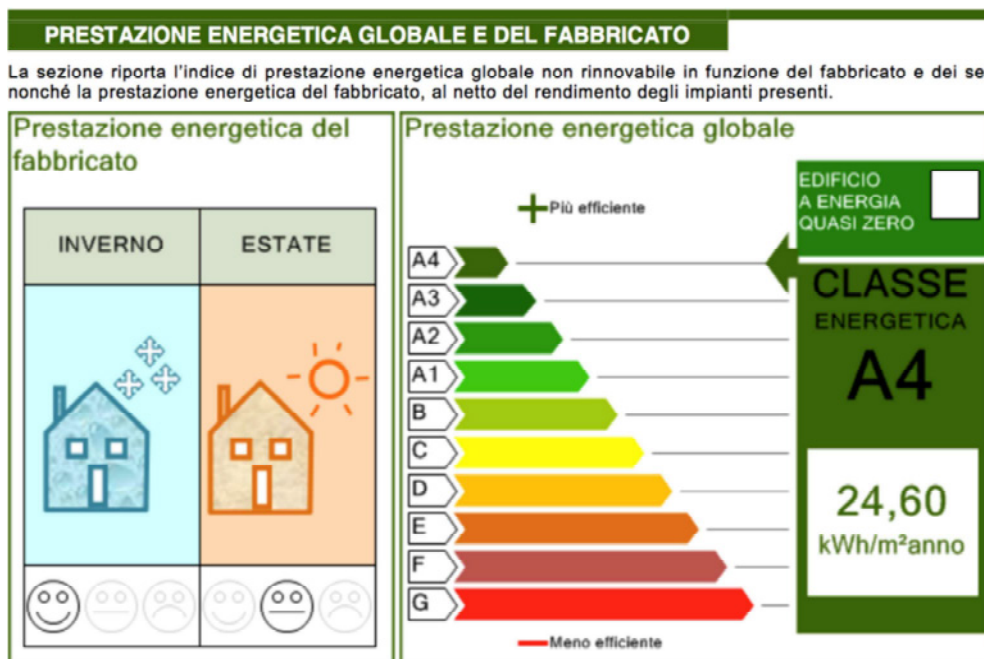 PRESTAZIONE ENERGETICA GLOBALE E DEL FABBRICATO
La sezione riporta l'indice di prestazione energetica globale non rinnovabile in funzione del fabbricato e dei se
nonché la prestazione energetica del fabbricato, al netto del rendimento degli impianti presenti.
Prestazione energetica del
fabbricato
INVERNO
ESTATE
Prestazione energetica globale
Più efficiente
A4
A3
A2
A1
B
C
D
E
F
G
Meno efficiente
EDIFICIO
A ENERGIA
QUASI ZERO
CLASSE
ENERGETICA
A4
24,60
kWh/m²anno